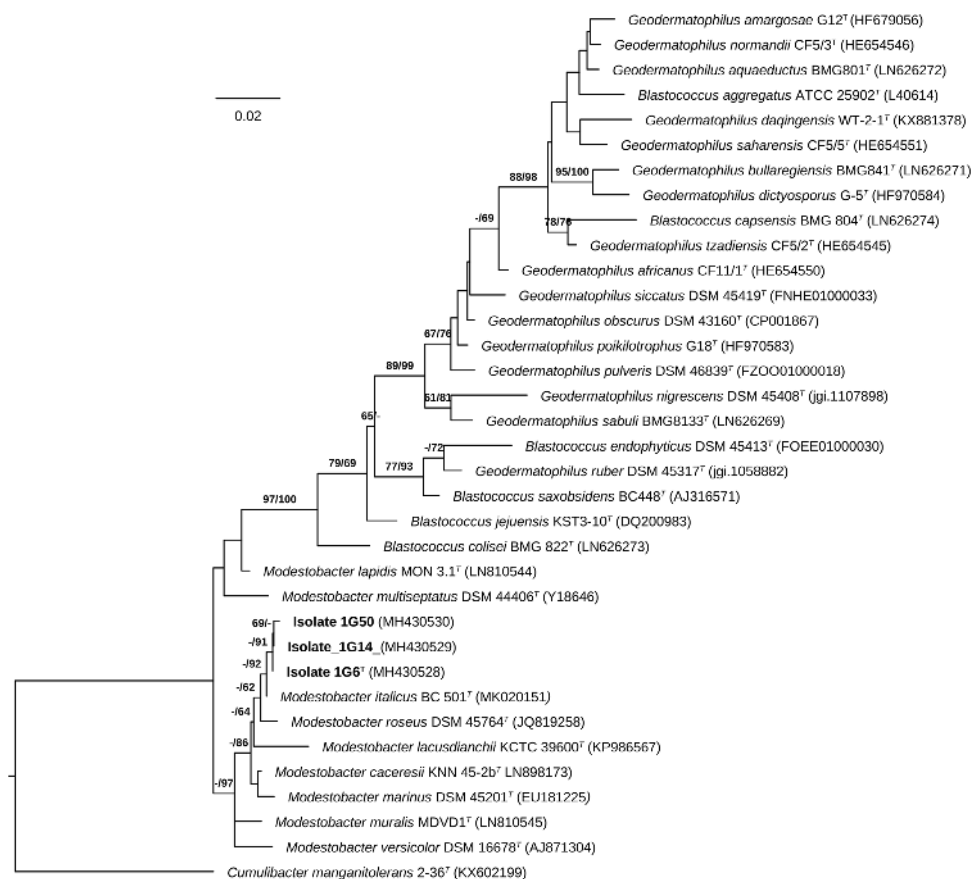 Geodermatophilus amargosae G12ᵀ (HF679056)
Geodermatophilus normandii CF5/3ᵀ (HE654546)
Geodermatophilus aquaeductus BMG801ᵀ (LN626272)
Blastococcus aggregatus ATCC 25902ᵀ (L40614)
0.02
Geodermatophilus daqingensis WT-2-1ᵀ (KX881378)
Geodermatophilus saharensis CF5/5ᵀ (HE654551)
95/100
Geodermatophilus bullaregiensis BMG841ᵀ (LN626271)
88/98
Geodermatophilus dictyosporus G-5ᵀ (HF970584)
-/69
78/76
Blastococcus capsensis BMG 804ᵀ (LN626274)
Geodermatophilus tzadiensis CF5/2ᵀ (HE654545)
Geodermatophilus africanus CF11/1ᵀ (HE654550)
Geodermatophilus siccatus DSM 45419ᵀ (FNHE01000033)
Geodermatophilus obscurus DSM 43160ᵀ (CP001867)
67/76
Geodermatophilus poikilotrophus G18ᵀ (HF970583)
89/99
Geodermatophilus pulveris DSM 46839ᵀ (FZOO01000018)
51/81
Geodermatophilus nigrescens DSM 45408ᵀ (jgi.1107898)
65/-
Geodermatophilus sabuli BMG8133ᵀ (LN626269)
-/72
Blastococcus endophyticus DSM 45413ᵀ (FOEE01000030)
79/69
77/93
Geodermatophilus ruber DSM 45317ᵀ (jgi.1058882)
Blastococcus saxobsidens BC448ᵀ (AJ316571)
97/100
Blastococcus jejuensis KST3-10ᵀ (DQ200983)
Blastococcus colisei BMG 822ᵀ (LN626273)
Modestobacter lapidis MON 3.1ᵀ (LN810544)
Modestobacter multiseptatus DSM 44406ᵀ (Y18646)
69/-
Isolate 1G50 (MH430530)
-/91
Isolate_1G14_(MH430529)
-/92
Isolate 1G6ᵀ (MH430528)
-/62
Modestobacter italicus BC 501ᵀ (MK020151)
-/64
Modestobacter roseus DSM 45764ᵀ (JQ819258)
-/86
Modestobacter lacusdianchii KCTC 39600ᵀ (KP986567)
Modestobacter caceresii KNN 45-2bᵀ LN898173)
-/97
Modestobacter marinus DSM 45201ᵀ (EU181225)
Modestobacter muralis MDVD1ᵀ (LN810545)
Modestobacter versicolor DSM 16678ᵀ (AJ871304)
Cumulibacter manganitolerans 2-36ᵀ (KX602199)